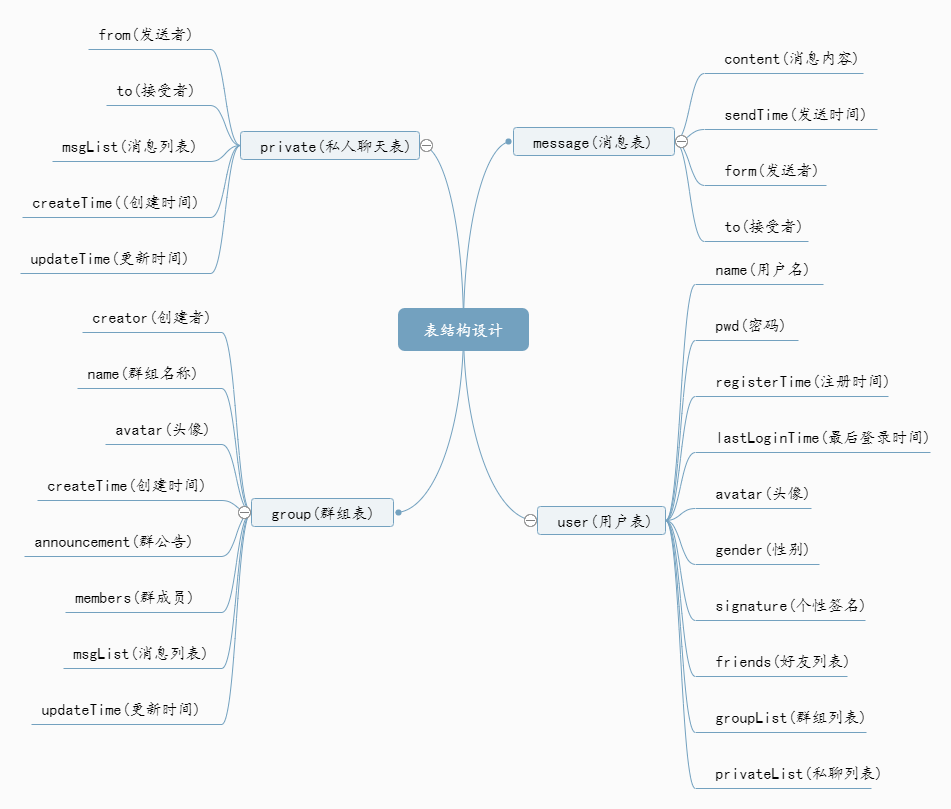 表结构设计
private(私人聊天表)
from(发送者)
to(接受者)
msgList(消息列表)
createTime((创建时间)
updateTime(更新时间)
message(消息表)
content(消息内容)
sendTime(发送时间)
form(发送者)
to(接受者)
group(群组表)
creator(创建者)
name(群组名称)
avatar(头像)
createTime(创建时间)
announcement(群公告)
members(群成员)
msgList(消息列表)
updateTime(更新时间)
user(用户表)
name(用户名)
pwd(密码)
registerTime(注册时间)
lastLoginTime(最后登录时间)
avatar(头像)
gender(性别)
signature(个性签名)
friends(好友列表)
groupList(群组列表)
privateList(私聊列表)